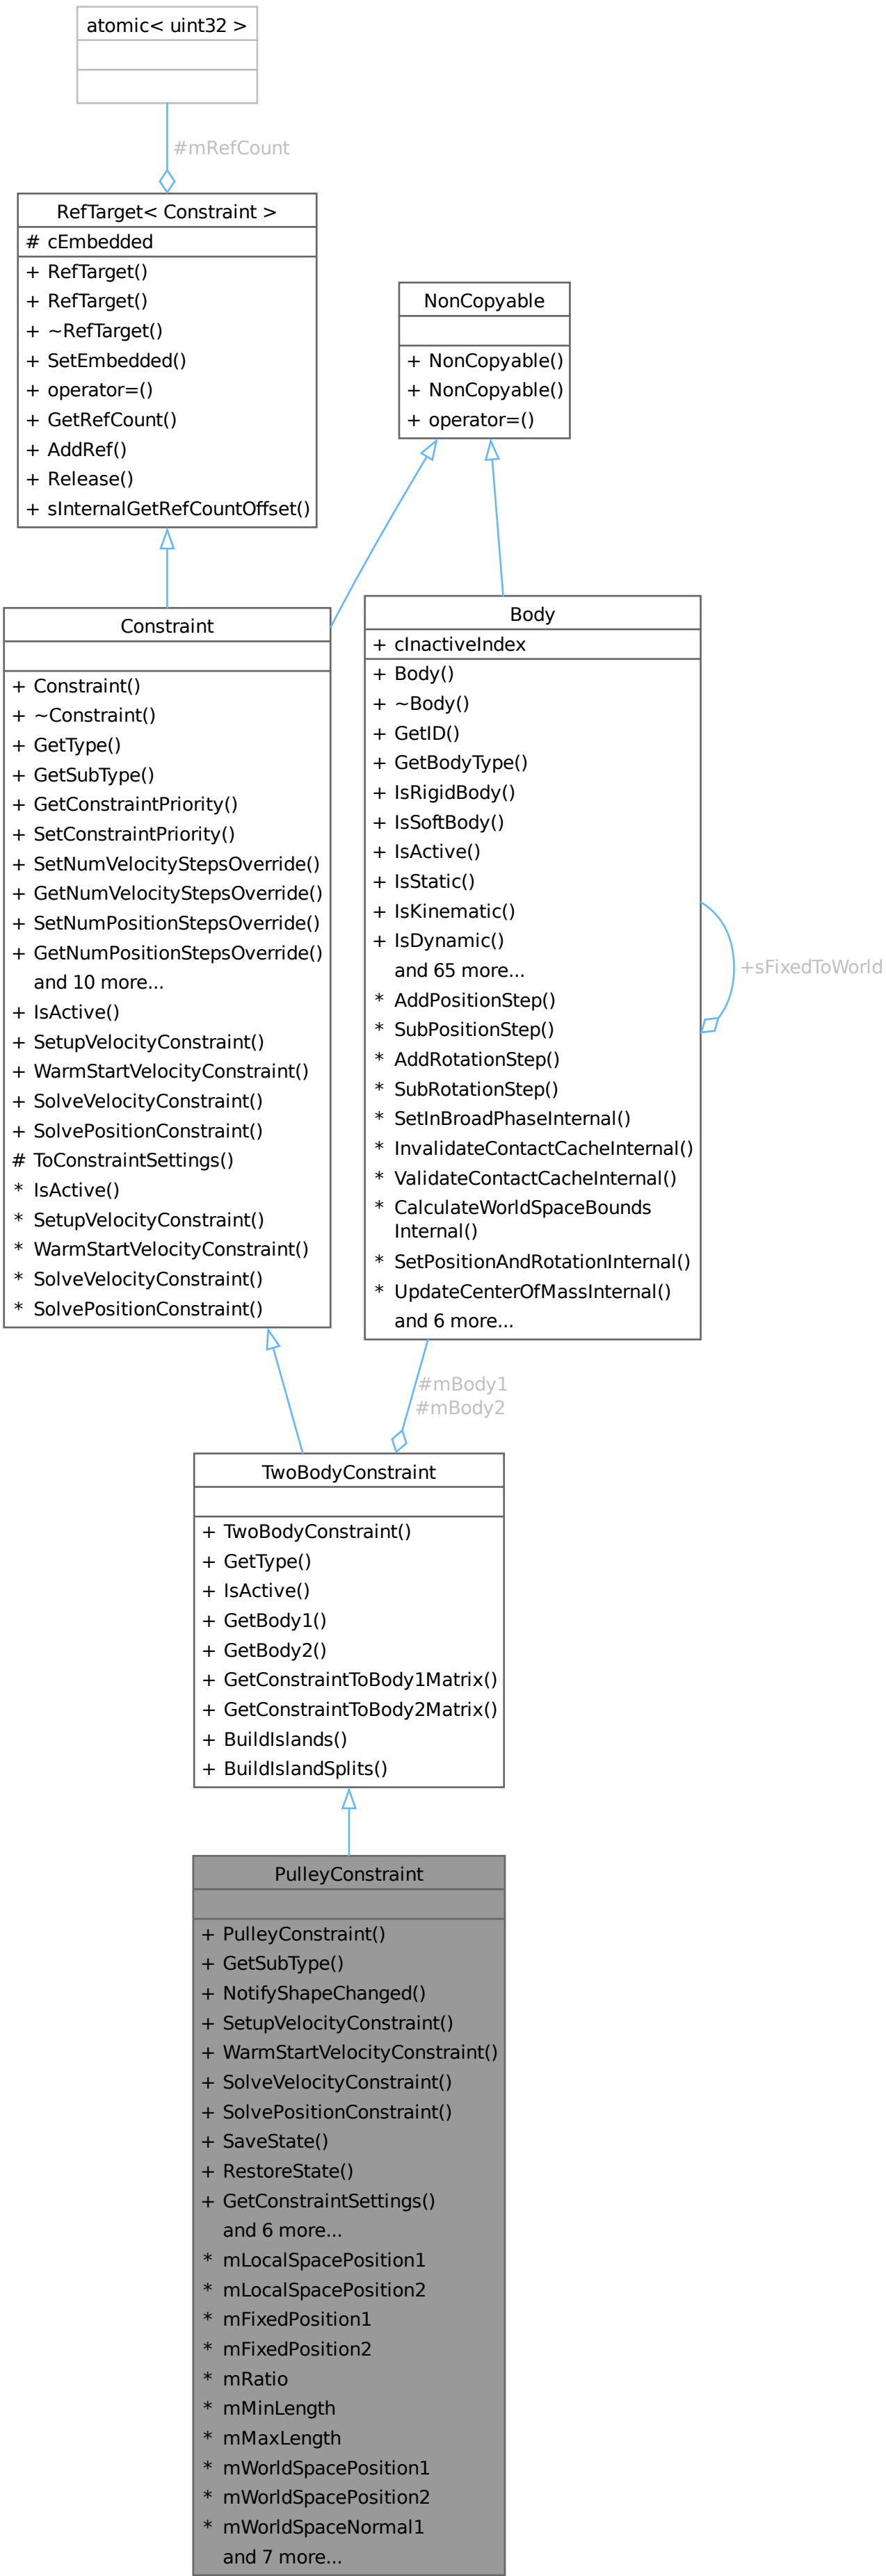 atomic< uint32 >
#mRefCount
RefTarget< Constraint >
# cEmbedded
+ RefTarget()
+ RefTarget()
+ ~RefTarget()
+ SetEmbedded()
+ operator=()
+ GetRefCount()
+ AddRef()
+ Release()
+ sInternalGetRefCountOffset()
NonCopyable
+ NonCopyable()
+ NonCopyable()
+ operator=()
Constraint
+ Constraint()
+ ~Constraint()
+ GetType()
+ GetSubType()
+ GetConstraintPriority()
+ SetConstraintPriority()
+ SetNumVelocityStepsOverride()
+ GetNumVelocityStepsOverride()
+ SetNumPositionStepsOverride()
+ GetNumPositionStepsOverride()
and 10 more...
+ IsActive()
+ SetupVelocityConstraint()
+ WarmStartVelocityConstraint()
+ SolveVelocityConstraint()
+ SolvePositionConstraint()
# ToConstraintSettings()
* IsActive()
* SetupVelocityConstraint()
* WarmStartVelocityConstraint()
* SolveVelocityConstraint()
* SolvePositionConstraint()
Body
+ cInactiveIndex
+ Body()
+ ~Body()
+ GetID()
+ GetBodyType()
+ IsRigidBody()
+ IsSoftBody()
+ IsActive()
+ IsStatic()
+ IsKinematic()
+ IsDynamic()
and 65 more...
* AddPositionStep()
* SubPositionStep()
* AddRotationStep()
* SubRotationStep()
* SetInBroadPhaseInternal()
* InvalidateContactCacheInternal()
* ValidateContactCacheInternal()
* CalculateWorldSpaceBounds
Internal()
* SetPositionAndRotationInternal()
* UpdateCenterOfMassInternal()
and 6 more...
+sFixedToWorld
#mBody1
#mBody2
TwoBodyConstraint
+ TwoBodyConstraint()
+ GetType()
+ IsActive()
+ GetBody1()
+ GetBody2()
+ GetConstraintToBody1Matrix()
+ GetConstraintToBody2Matrix()
+ BuildIslands()
+ BuildIslandSplits()
PulleyConstraint
+ PulleyConstraint()
+ GetSubType()
+ NotifyShapeChanged()
+ SetupVelocityConstraint()
+ WarmStartVelocityConstraint()
+ SolveVelocityConstraint()
+ SolvePositionConstraint()
+ SaveState()
+ RestoreState()
+ GetConstraintSettings()
and 6 more...
* mLocalSpacePosition1
* mLocalSpacePosition2
* mFixedPosition1
* mFixedPosition2
* mRatio
* mMinLength
* mMaxLength
* mWorldSpacePosition1
* mWorldSpacePosition2
* mWorldSpaceNormal1
and 7 more...